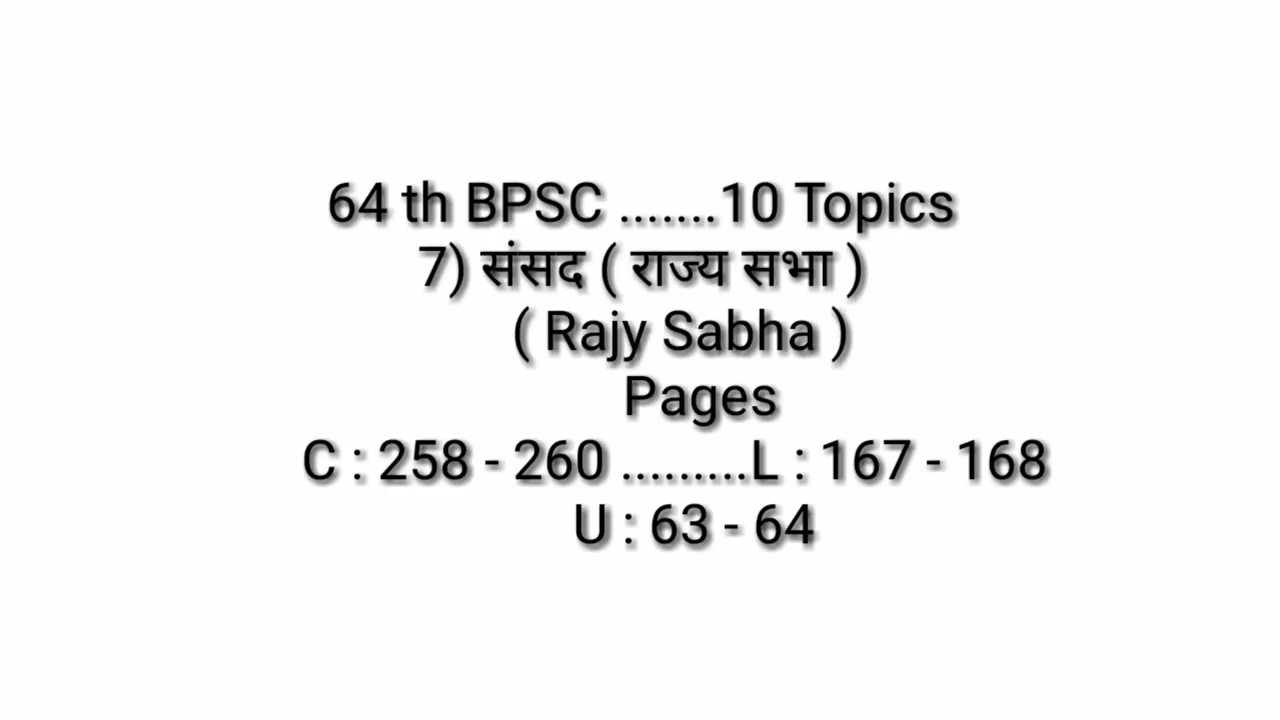 64 th BPSC .......10 Topics
7) संसद ( राज्य सभा )
( Rajy Sabha )
Pages
C : 258 - 260 .........L : 167 - 168
U : 63 - 64